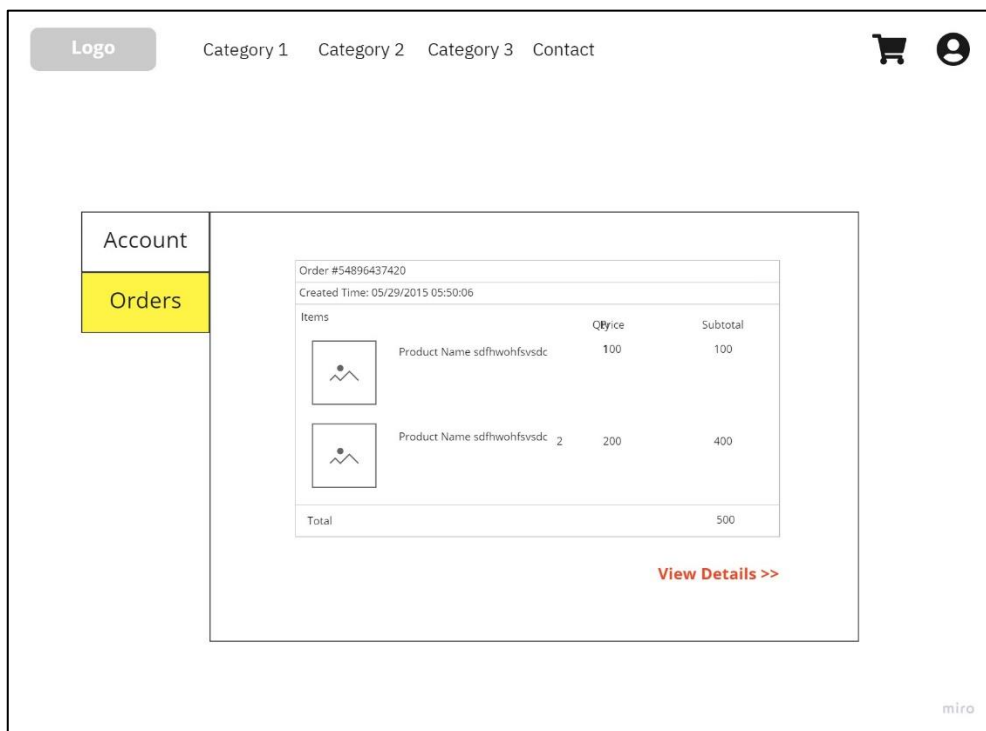 Logo
Category 1 Category 2 Category 3 Contact
Account
Orders
Order #54896437420
Created Time: 05/29/2015 05:50:06
Items
Price Subtotal
Product Name sdfhwohfsvsdc 100 100
Product Name sdfhwohfsvsdc 2 200 400
Total 500
View Details >>
miro